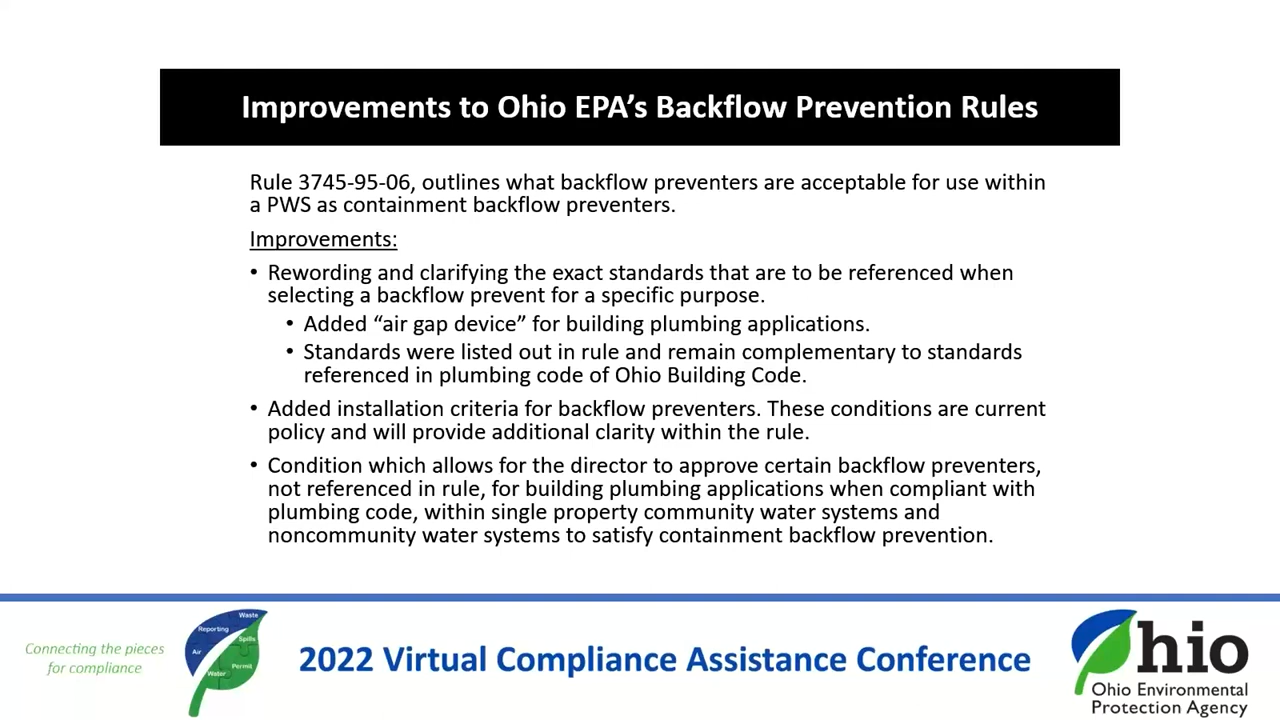 Improvements to Ohio EPA's Backflow Prevention Rules
Rule 3745-95-06, outlines what backflow preventers are acceptable for use within
a PWS as containment backflow preventers.
Improvements:
• Rewording and clarifying the exact standards that are to be referenced when
selecting a backflow prevent for a specific purpose.
• Added “air gap device” for building plumbing applications.
• Standards were listed out in rule and remain complementary to standards
referenced in plumbing code of Ohio Building Code.
• Added installation criteria for backflow preventers. These conditions are current
policy and will provide additional clarity within the rule.
• Condition which allows for the director to approve certain backflow preventers,
not referenced in rule, for building plumbing applications when compliant with
plumbing code, within single property community water systems and
noncommunity water systems to satisfy containment backflow prevention.
Connecting the pieces
for compliance
Waste
Reporting
Spills
Air
Permit
Water
2022 Virtual Compliance Assistance Conference
Ohio
Ohio Environmental
Protection Agency